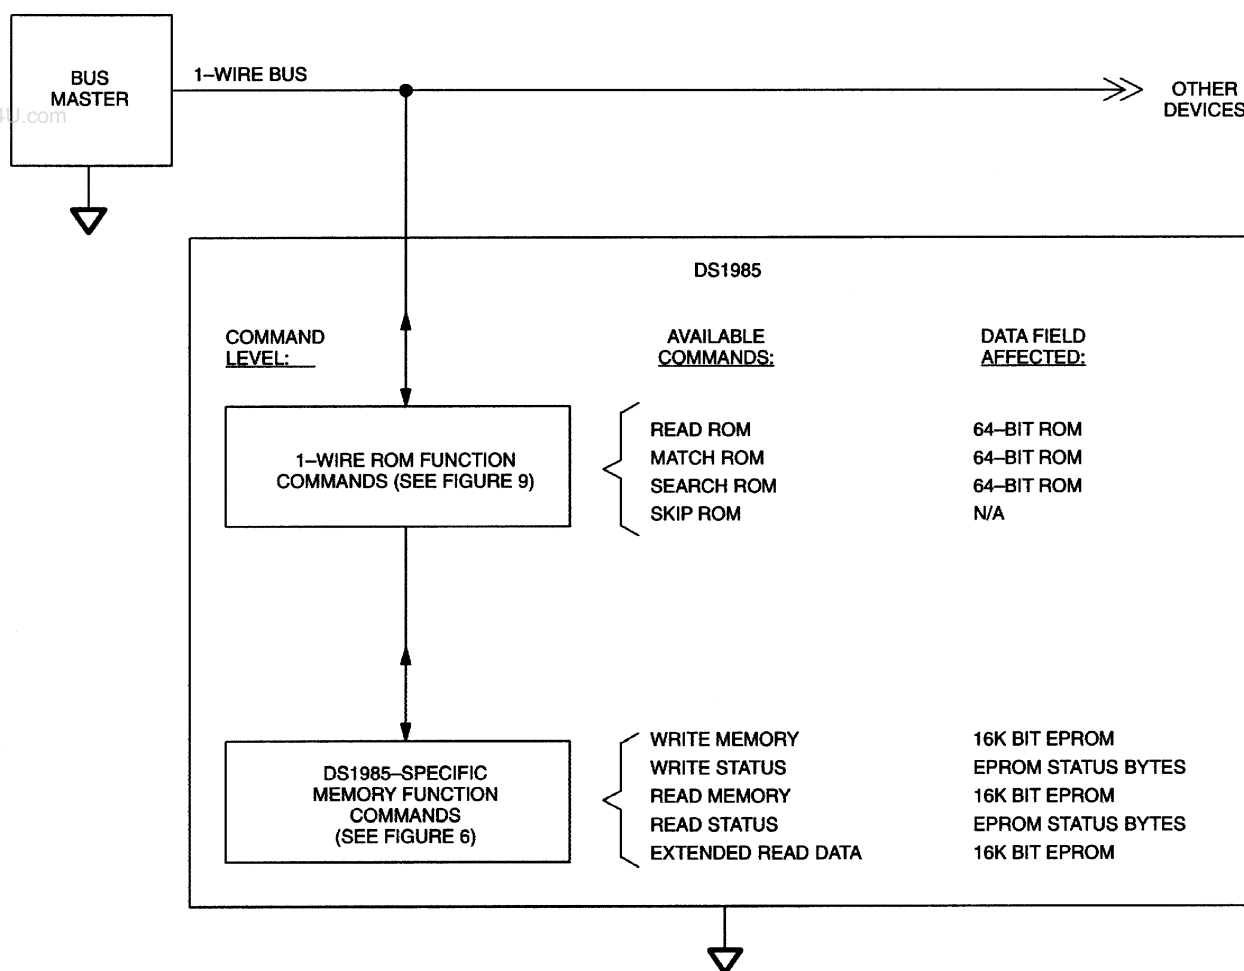 BUS
MASTER
1–WIRE BUS
OTHER
DEVICES
4U.com
DS1985
COMMAND
LEVEL:
AVAILABLE
COMMANDS:
DATA FIELD
AFFECTED:
1–WIRE ROM FUNCTION
COMMANDS (SEE FIGURE 9)
READ ROM 64–BIT ROM
MATCH ROM 64–BIT ROM
SEARCH ROM 64–BIT ROM
SKIP ROM N/A
DS1985–SPECIFIC
MEMORY FUNCTION
COMMANDS
(SEE FIGURE 6)
WRITE MEMORY 16K BIT EPROM
WRITE STATUS EPROM STATUS BYTES
READ MEMORY 16K BIT EPROM
READ STATUS EPROM STATUS BYTES
EXTENDED READ DATA 16K BIT EPROM